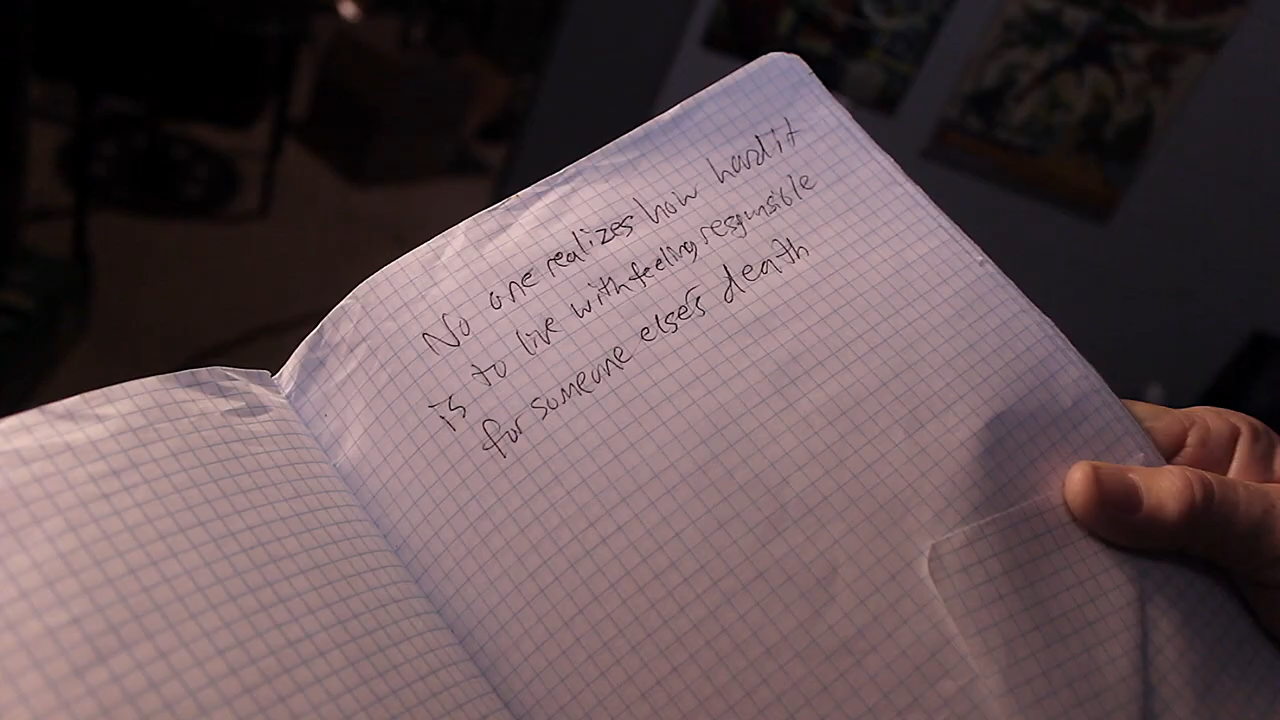 No one realizes how hard it
is to live with feeling responsible
for someone else's death